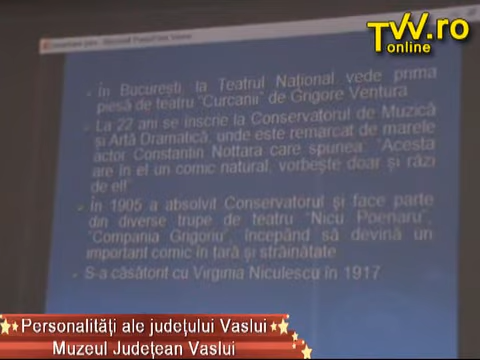 TVV.ro
online
În București, la Teatrul Național vede prima
piesă de teatru "Curcanii" de Grigore Ventura
La 22 ani se înscrie la Conservatorul de Muzică
și Artă Dramatică, unde este remarcat de marele
actor Constantin Nottara care spunea: "Acesta
are în el un comic natural, vorbește doar și râzi
de el!"
În 1905 a absolvit Conservatorul și face parte
din diverse trupe de teatru "Nicu Poenaru",
"Compania Grigoriu", începând să devină un
important comic în țară și străinătate
S-a căsătorit cu Virginia Niculescu în 1917
Personalităţi ale judeţului Vaslui
Muzeul Judeţean Vaslui